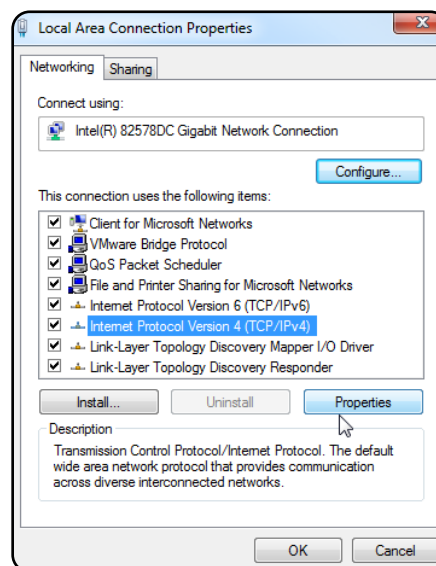 Local Area Connection Properties
Networking
Sharing
Connect using:
Intel(R) 82578DC Gigabit Network Connection
Configure...
This connection uses the following items:
Client for Microsoft Networks
VMware Bridge Protocol
QoS Packet Scheduler
File and Printer Sharing for Microsoft Networks
Internet Protocol Version 6 (TCP/IPv6)
Internet Protocol Version 4 (TCP/IPv4)
Link-Layer Topology Discovery Mapper I/O Driver
Link-Layer Topology Discovery Responder
Install...
Uninstall
Properties
Description
Transmission Control Protocol/Internet Protocol. The default
wide area network protocol that provides communication
across diverse interconnected networks.
OK
Cancel